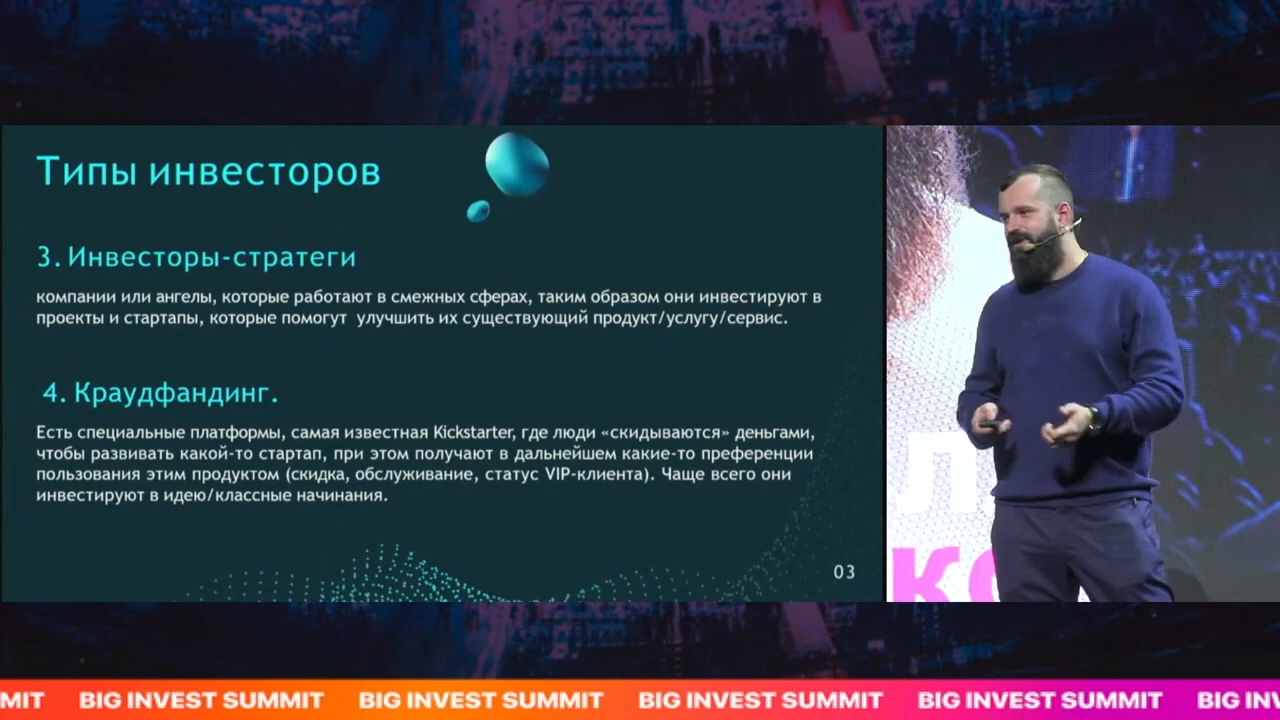 Типы инвесторов
3. Инвесторы-стратеги
компании или ангелы, которые работают в смежных сферах, таким образом они инвестируют в
проекты и стартапы, которые помогут улучшить их существующий продукт/услугу/сервис.
4. Краудфандинг.
Есть специальные платформы, самая известная Kickstarter, где люди «скидываются» деньгами,
чтобы развивать какой-то стартап, при этом получают в дальнейшем какие-то преференции
пользования этим продуктом (скидка, обслуживание, статус VIP-клиента). Чаще всего они
инвестируют в идею/классные начинания.
03
MIT BIG INVEST SUMMIT BIG INVEST SUMMIT BIG INVEST SUMMIT BIG INVEST SUMMIT BIG INV